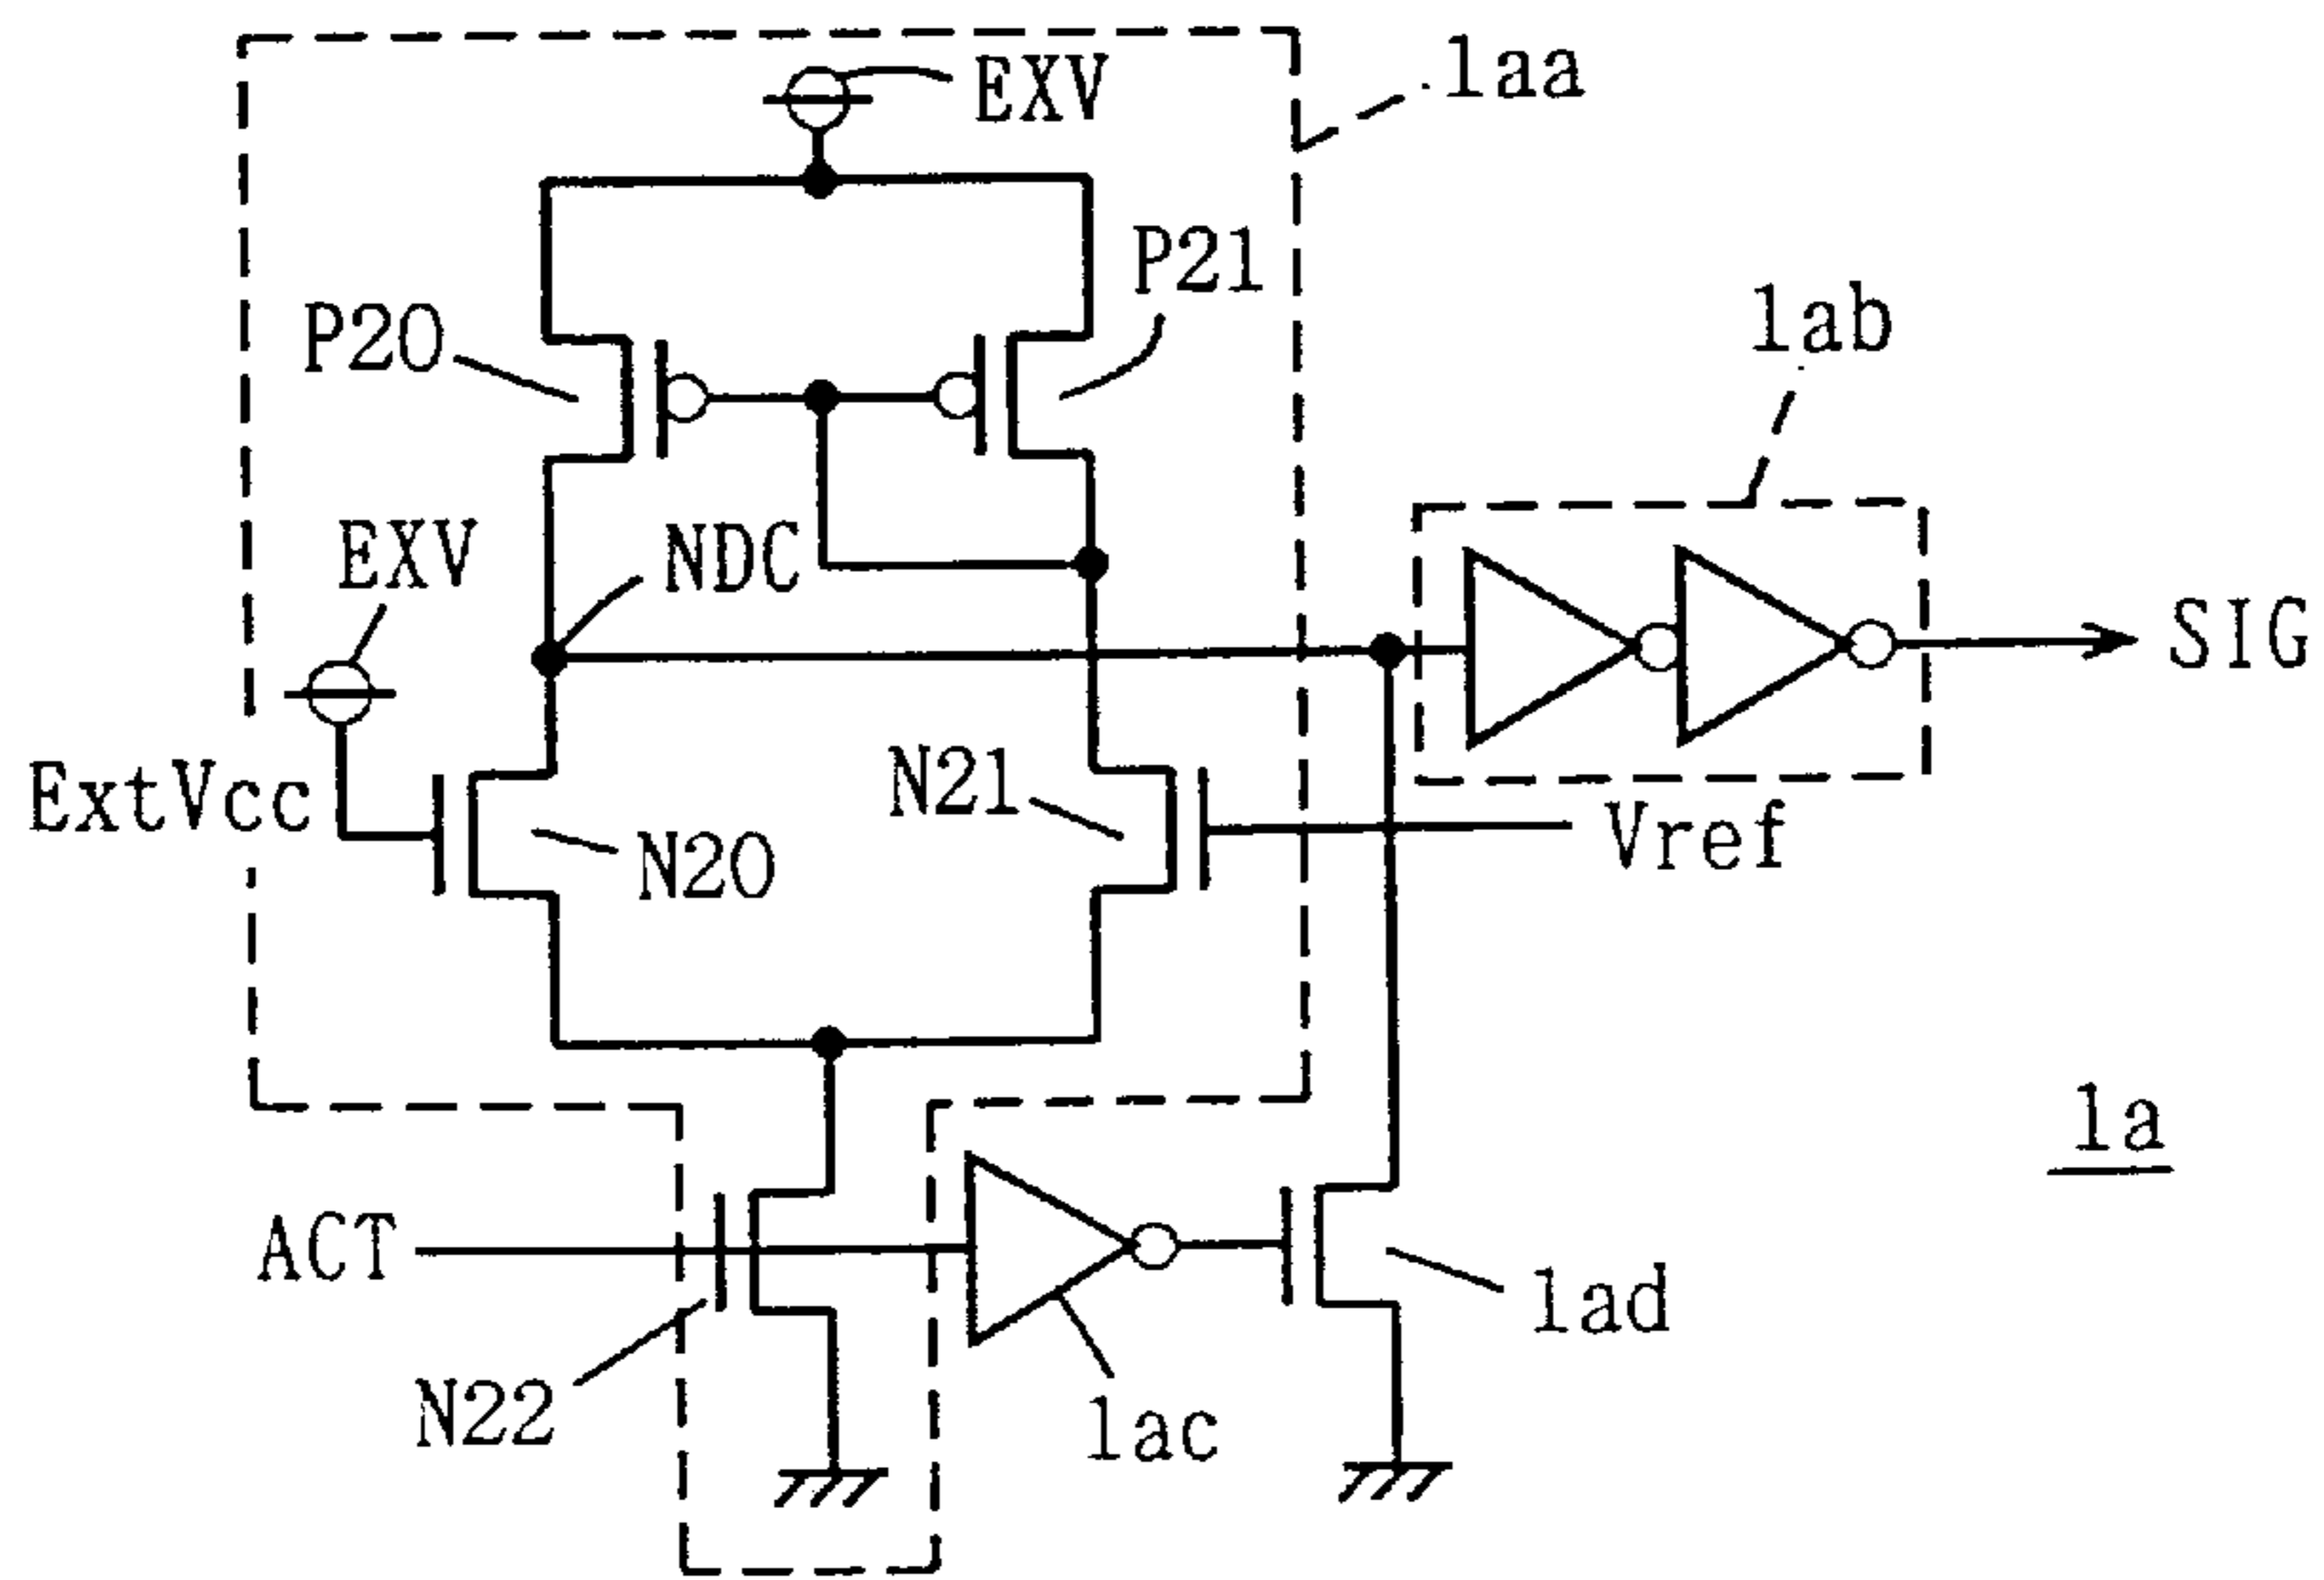 EXV
1aa
P21
P20
1ab
EXV
NDC
SIG
ExtVcc
N21
N20
Vref
1a
ACT
1ad
N22
1ac